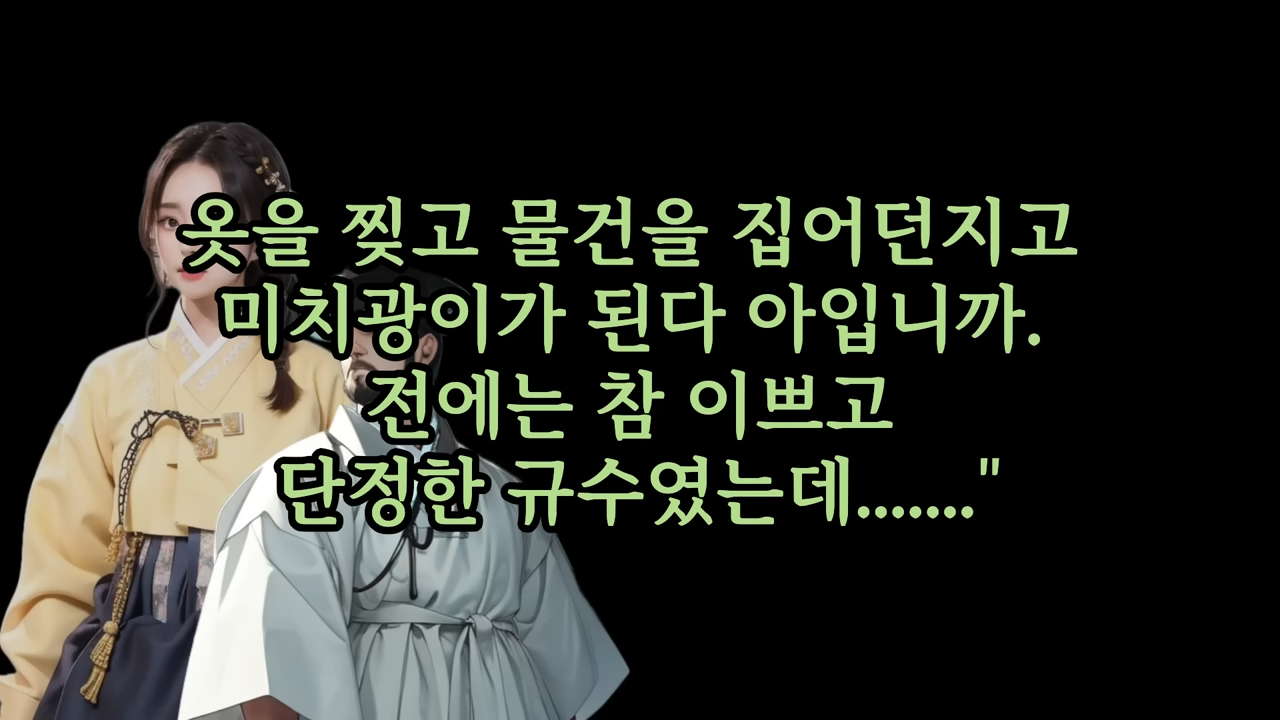 옷을 찢고 물건을 집어던지고
미치광이가 된다 아입니까.
전에는 참 이쁘고
단정한 규수였는데......."